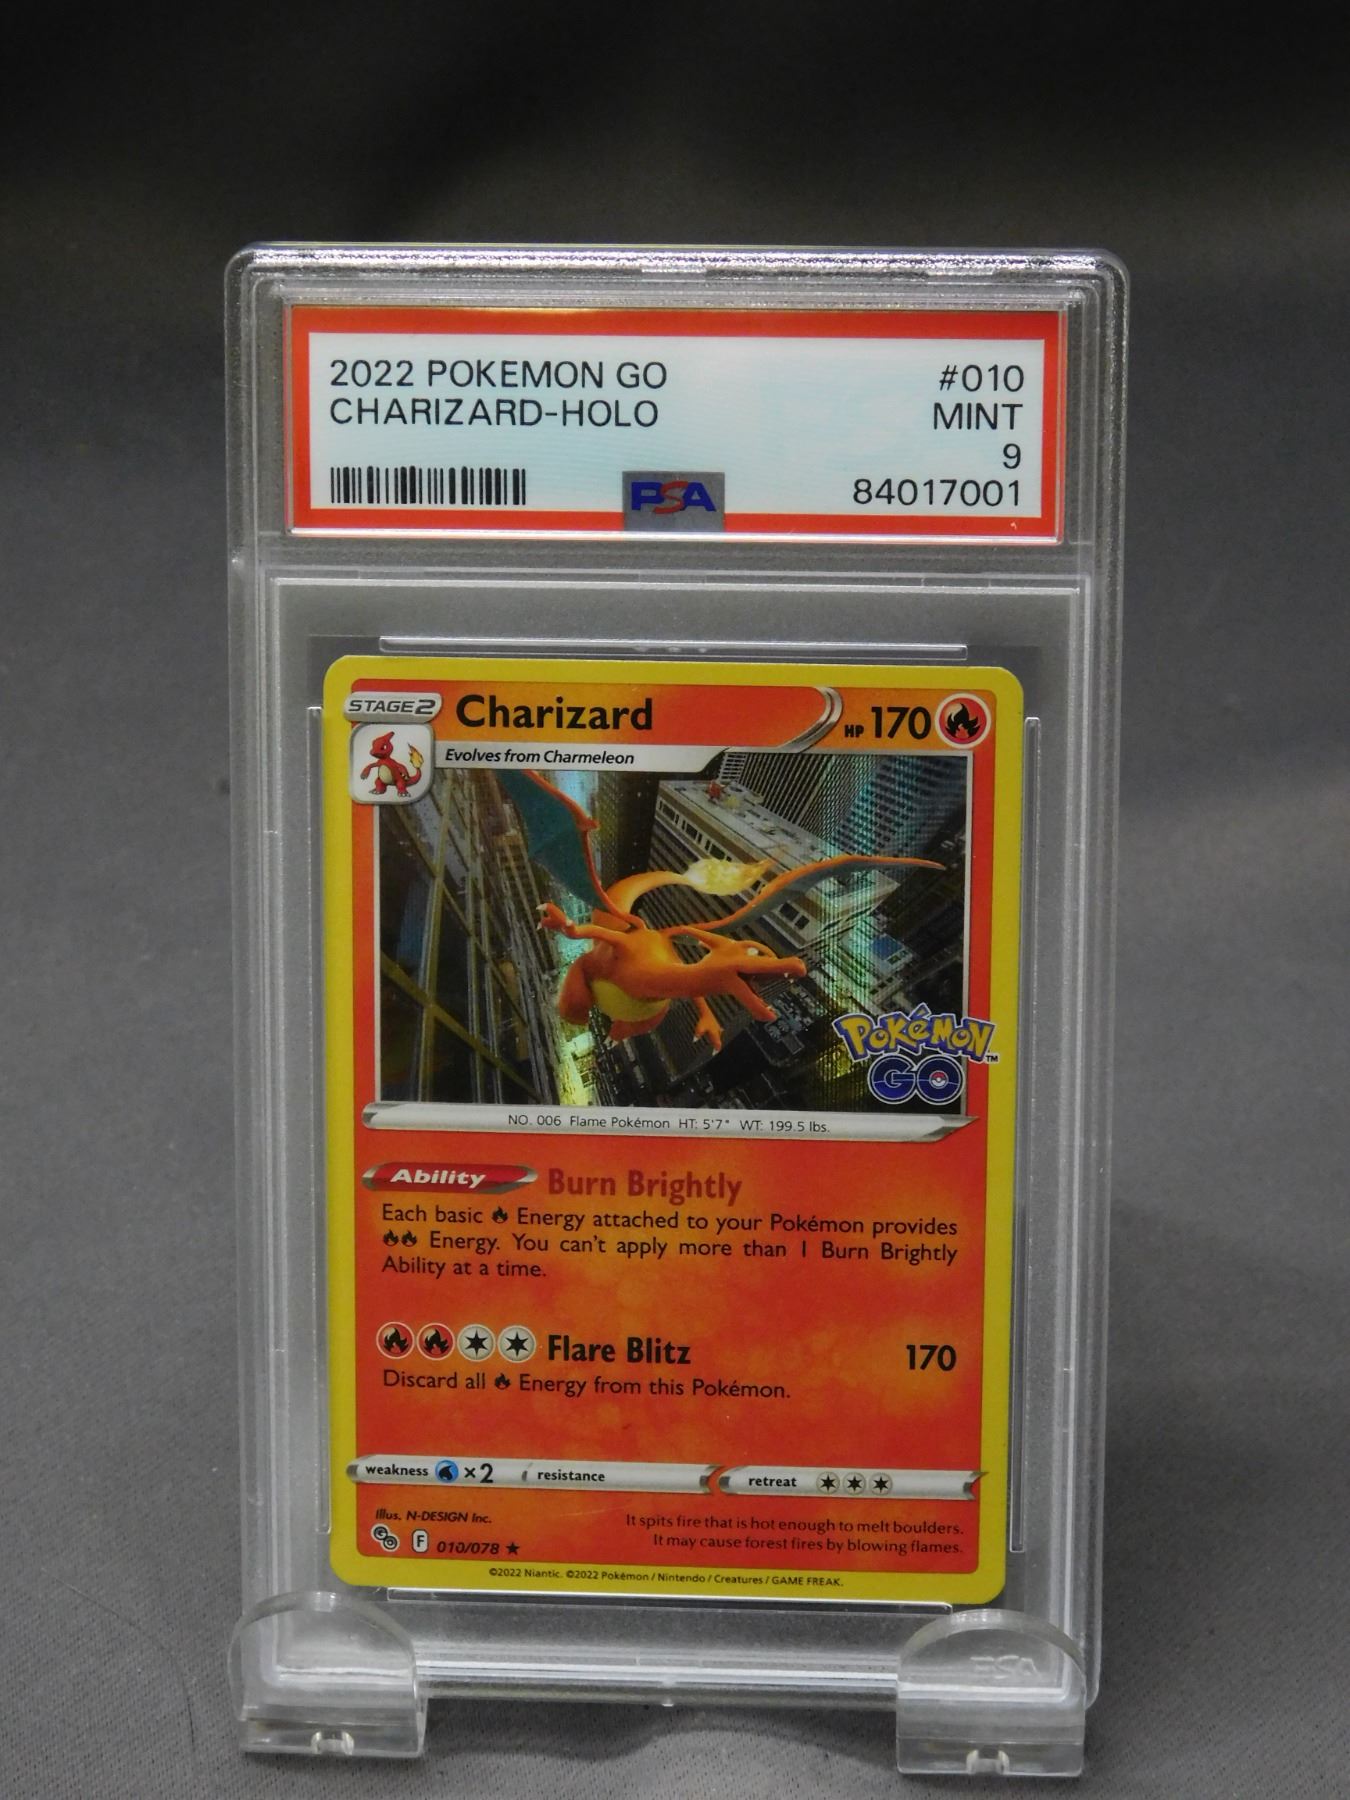 2022 POKEMON GO #010
CHARIZARD-HOLO MINT
9
PSA 84017001
STAGE 2 Charizard HP 170
Evolves from Charmeleon
POKéMON™
GO
NO. 006 Flame Pokémon HT: 5'7" WT: 199.5 lbs.
Ability Burn Brightly
Each basic Energy attached to your Pokémon provides
Energy. You can't apply more than 1 Burn Brightly
Ability at a time.
Flare Blitz 170
Discard all Energy from this Pokémon.
weakness ×2 resistance retreat
Illus. N-DESIGN Inc.
It spits fire that is hot enough to melt boulders.
GO F 010/078 ★ It may cause forest fires by blowing flames.
©2022 Niantic. ©2022 Pokémon / Nintendo / Creatures / GAME FREAK.
PSA